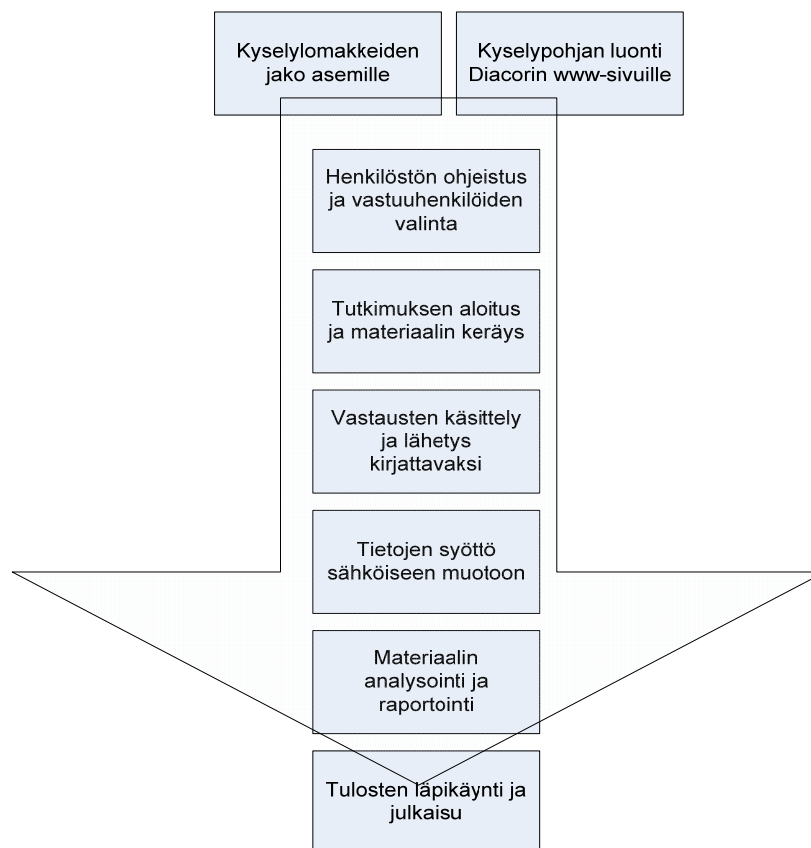 Kyselylomakkeiden
jako asemille
Kyselypohjan luonti
Diacorin www-sivuille
Henkilöstön ohjeistus
ja vastuuhenkilöiden
valinta
Tutkimuksen aloitus
ja materiaalin keräys
Vastausten käsittely
ja lähetys
kirjattavaksi
Tietojen syöttö
sähköiseen muotoon
Materiaalin
analysointi ja
raportointi
Tulosten läpikäynti ja
julkaisu